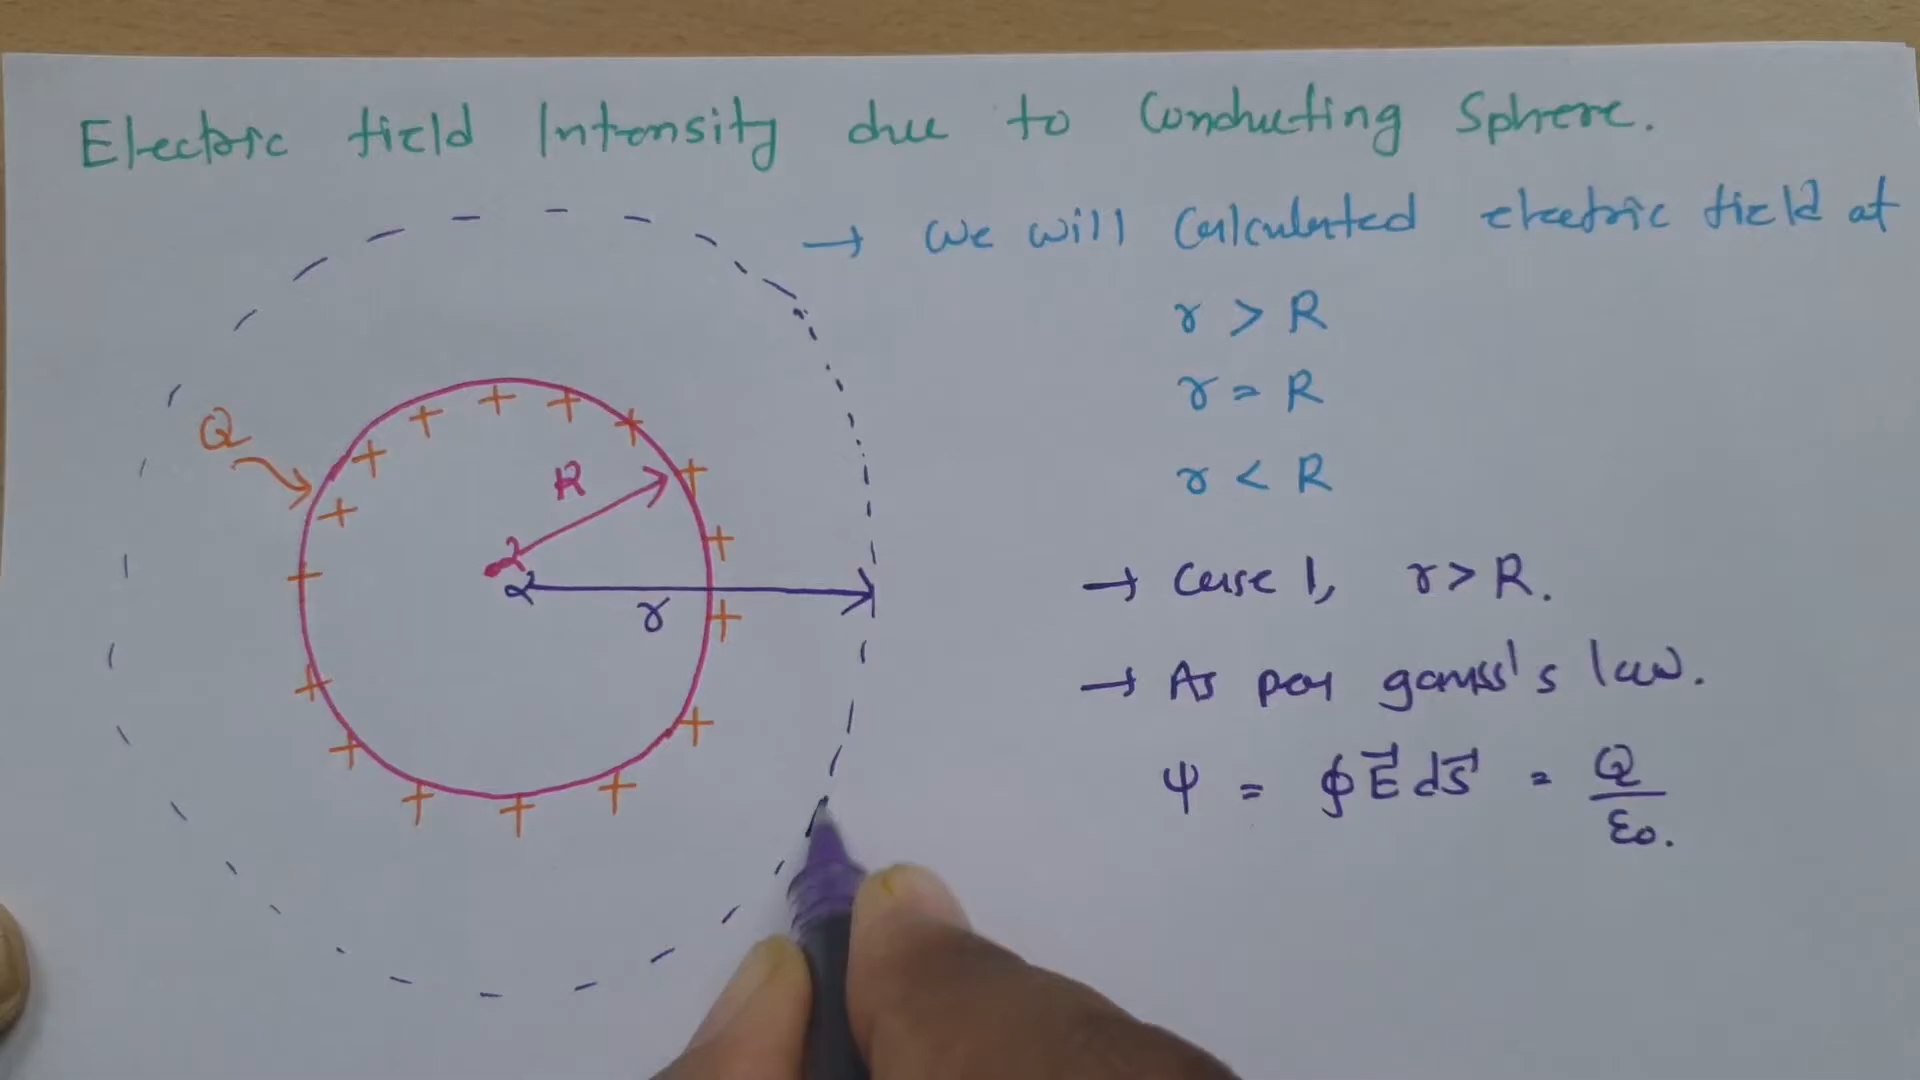 Electric field Intensity due to Conducting Sphere.
→ We will Calculated electric field at
r > R
r = R
r < R
Q
R
r
→ Case 1, r > R.
→ As per gauss's law.
ψ = ∮ E⃗ dS⃗ = Q/ε0.